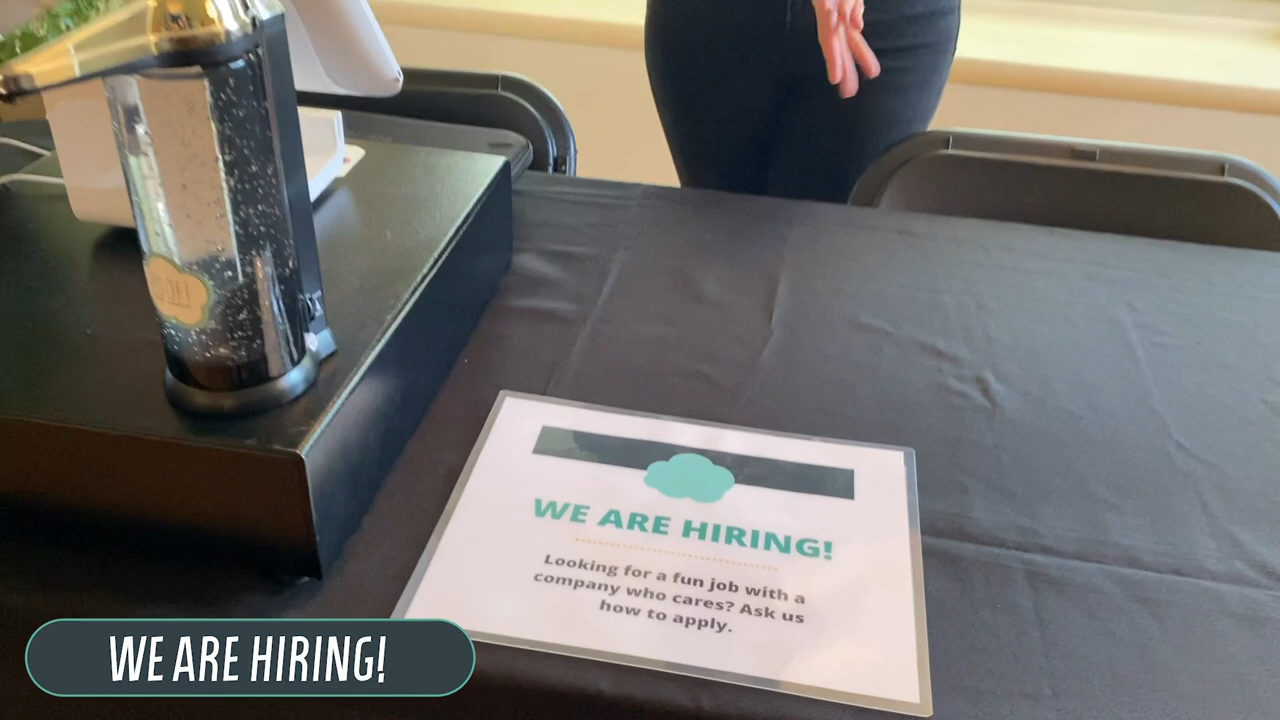 WE ARE HIRING!
Looking for a fun job with a
company who cares? Ask us
how to apply.
WE ARE HIRING!